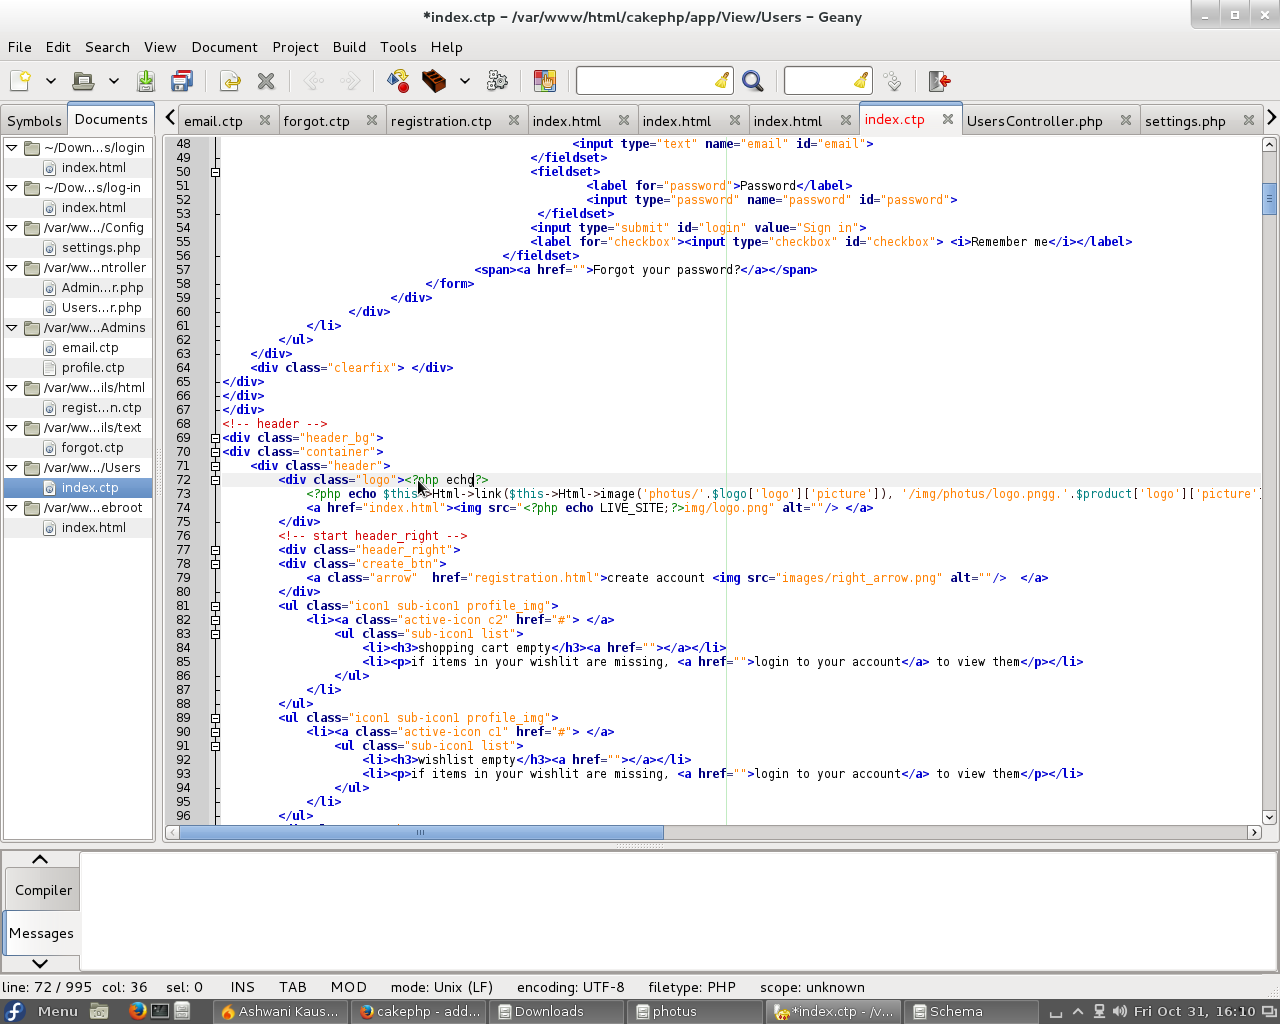 *index.ctp – /var/www/html/cakephp/app/View/Users – Geany
File Edit Search View Document Project Build Tools Help
Symbols Documents email.ctp forgot.ctp registration.ctp index.html index.html index.html index.ctp UsersController.php settings.php
~/Down...s/login
index.html
~/Dow...s/log-in
index.html
/var/ww.../Config
settings.php
/var/ww...ntroller
Admin...r.php
Users...r.php
/var/ww...Admins
email.ctp
profile.ctp
/var/ww...ils/html
regist...n.ctp
/var/ww...ils/text
forgot.ctp
/var/ww.../Users
index.ctp
/var/ww...ebroot
index.html
48 <input type="text" name="email" id="email">
49 </fieldset>
50 <fieldset>
51 <label for="password">Password</label>
52 <input type="password" name="password" id="password">
53 </fieldset>
54 <input type="submit" id="login" value="Sign in">
55 <label for="checkbox"><input type="checkbox" id="checkbox"> <i>Remember me</i></label>
56 </fieldset>
57 <span><a href="">Forgot your password?</a></span>
58 </form>
59 </div>
60 </div>
61 </li>
62 </ul>
63 </div>
64 <div class="clearfix"> </div>
65 </div>
66 </div>
67 </div>
68 <!-- header -->
69 <div class="header_bg">
70 <div class="container">
71 <div class="header">
72 <div class="logo"><?php echo?>
73 <?php echo $this->Html->link($this->Html->image('photus/'.$logo['logo']['picture']), '/img/photus/logo.pngg.'.$product['logo']['picture'
74 <a href="index.html"><img src="<?php echo LIVE_SITE;?>img/logo.png" alt=""/> </a>
75 </div>
76 <!-- start header_right -->
77 <div class="header_right">
78 <div class="create_btn">
79 <a class="arrow"  href="registration.html">create account <img src="images/right_arrow.png" alt=""/>  </a>
80 </div>
81 <ul class="icon1 sub-icon1 profile_img">
82 <li><a class="active-icon c2" href="#"> </a>
83 <ul class="sub-icon1 list">
84 <li><h3>shopping cart empty</h3><a href=""></a></li>
85 <li><p>if items in your wishlit are missing, <a href="">login to your account</a> to view them</p></li>
86 </ul>
87 </li>
88 </ul>
89 <ul class="icon1 sub-icon1 profile_img">
90 <li><a class="active-icon c1" href="#"> </a>
91 <ul class="sub-icon1 list">
92 <li><h3>wishlist empty</h3><a href=""></a></li>
93 <li><p>if items in your wishlit are missing, <a href="">login to your account</a> to view them</p></li>
94 </ul>
95 </li>
96 </ul>
Compiler
Messages
line: 72 / 995 col: 36 sel: 0 INS TAB MOD mode: Unix (LF) encoding: UTF-8 filetype: PHP scope: unknown
Menu Ashwani Kaus... cakephp - add... Downloads photus *index.ctp - /v... Schema Fri Oct 31, 16:10